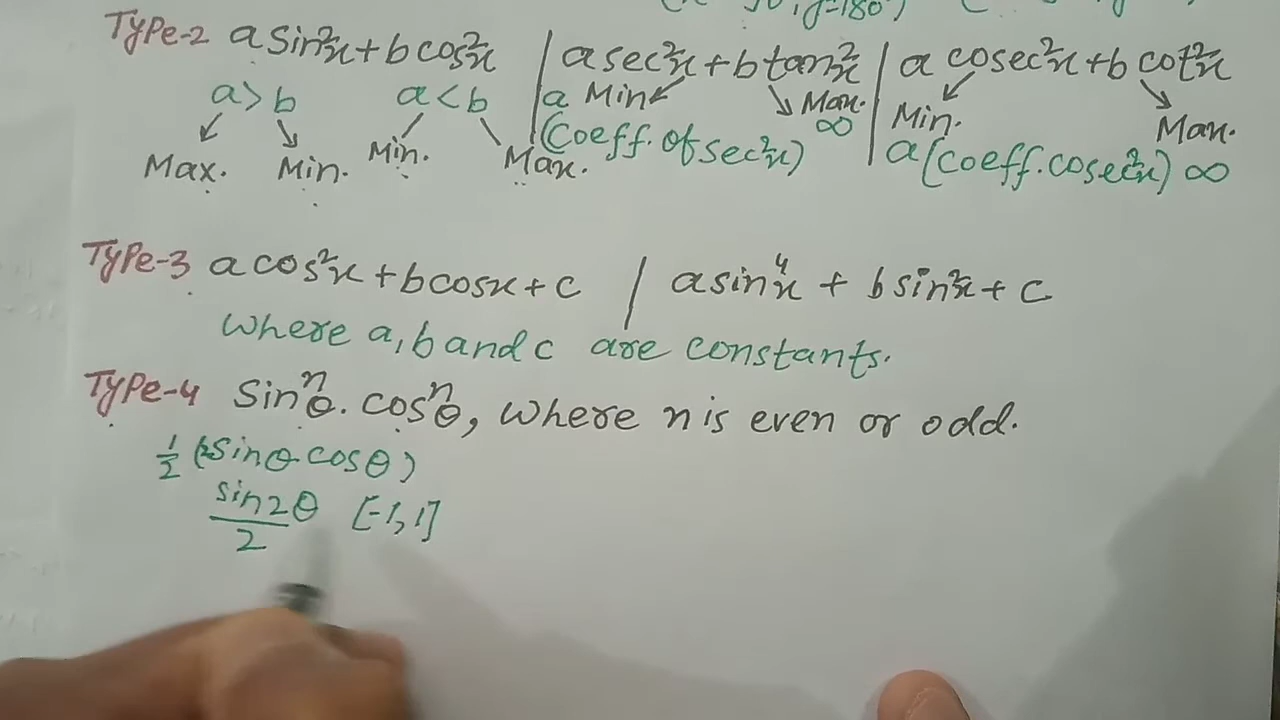 y=180°)
Type-2 a sin²x + b cos²x | a sec²x + b tan²x | a cosec²x + b cot²x
a > b a < b a Min Max. ∞ Min. Max.
Max. Min. Min. Max. (Coeff. of sec²x) a (coeff. cosec²x) ∞
Type-3 a cos²x + b cosx + c | a sin⁴x + b sin²x + c
Where a, b and c are constants.
Type-4 Sinⁿθ . cosⁿθ, Where n is even or odd.
1/2 (2sinθ cosθ)
sin2θ/2 [-1, 1]